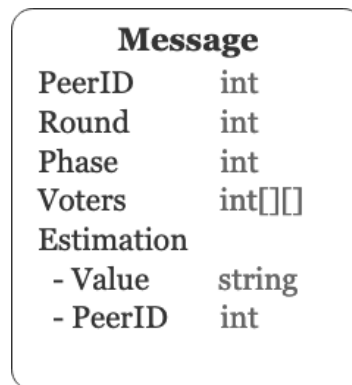 Message
PeerID int
Round int
Phase int
Voters int[][]
Estimation
- Value string
- PeerID int